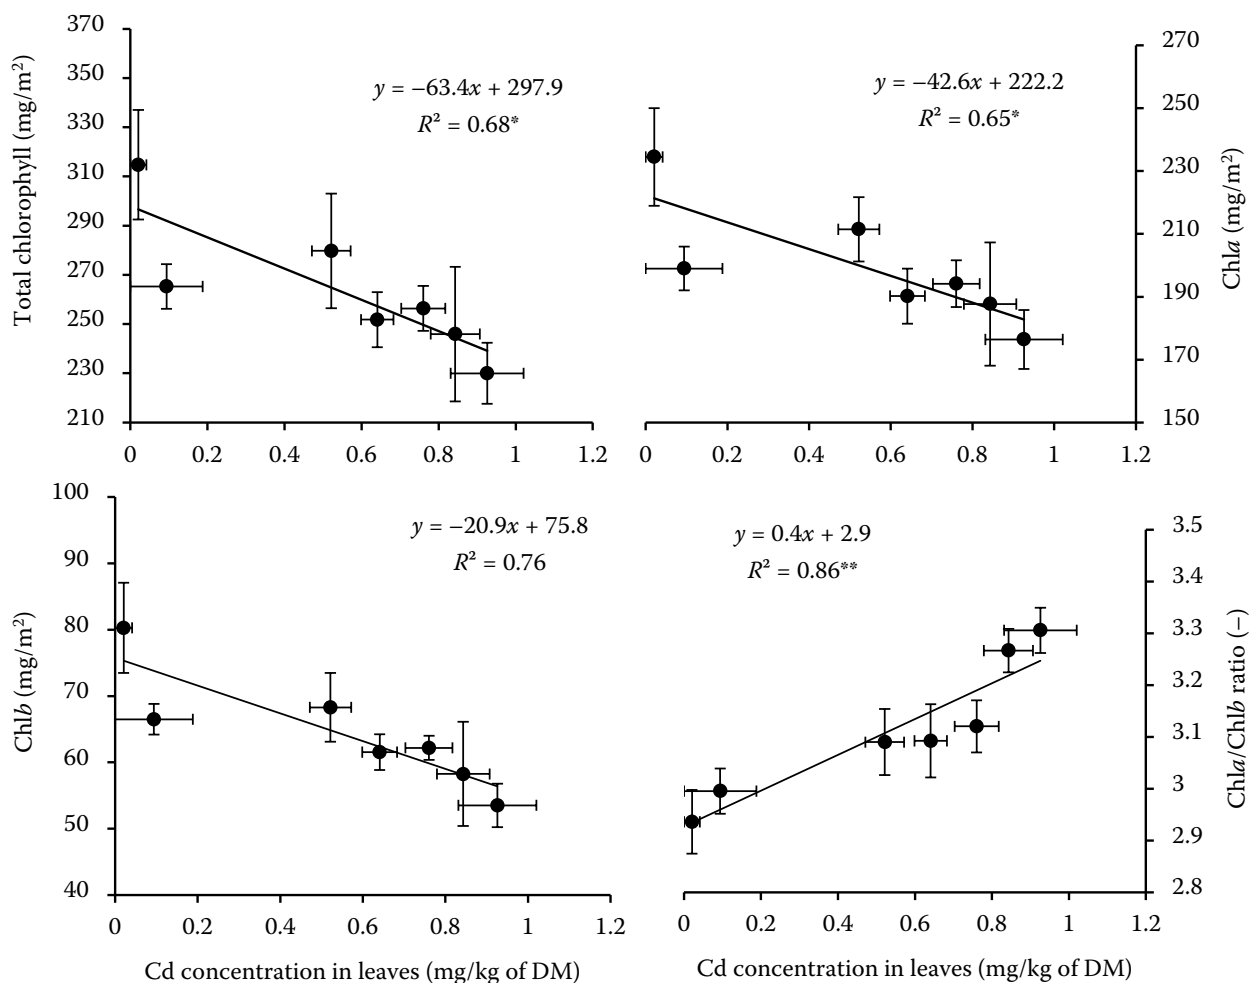 370
350
330
310
290
270
250
230
210
Total chlorophyll (mg/m²)
y = −63.4x + 297.9
R² = 0.68*
0 0.2 0.4 0.6 0.8 1 1.2
y = −42.6x + 222.2
R² = 0.65*
270
250
230
210
190
170
150
Chla (mg/m²)
0 0.2 0.4 0.6 0.8 1 1.2
100
90
80
70
60
50
40
Chlb (mg/m²)
y = −20.9x + 75.8
R² = 0.76
0 0.2 0.4 0.6 0.8 1 1.2
Cd concentration in leaves (mg/kg of DM)
y = 0.4x + 2.9
R² = 0.86**
3.5
3.4
3.3
3.2
3.1
3
2.9
2.8
Chla/Chlb ratio (−)
0 0.2 0.4 0.6 0.8 1 1.2
Cd concentration in leaves (mg/kg of DM)